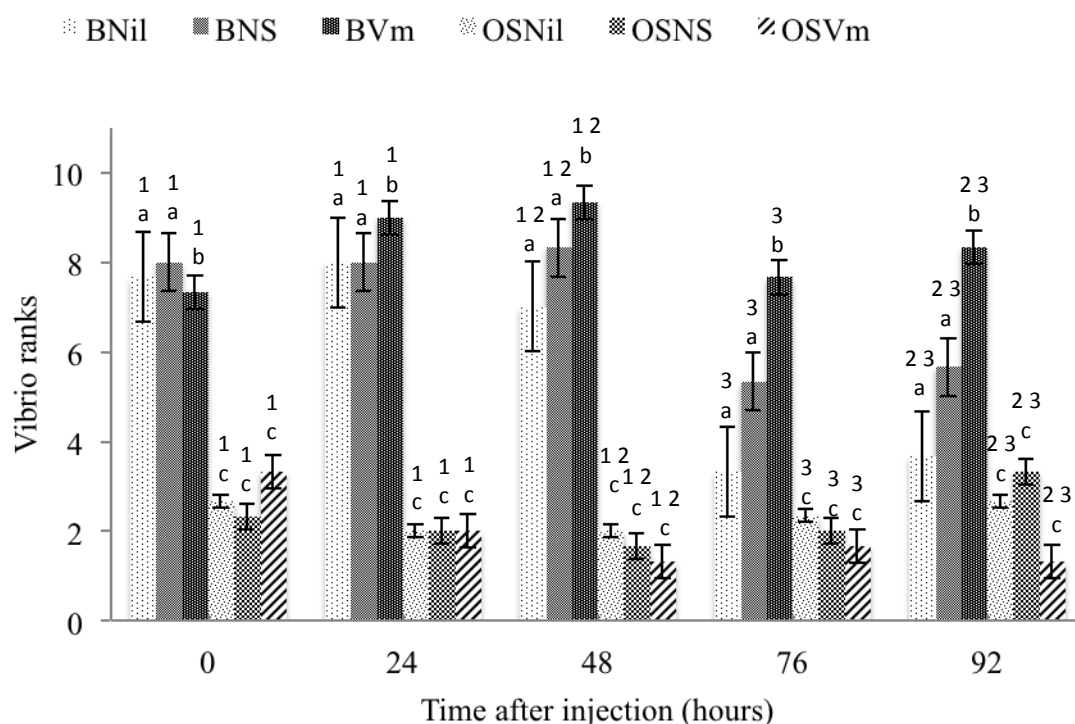 BNil BNS BVm OSNil OSNS OSVm
Vibrio ranks
10
8
6
4
2
0
1 1 1 1 1 1
a a b c c c
1 1 1 1 1 1
a a b c c c
1 2 1 2 1 2 1 2 1 2 1 2
a a b c c c
3 3 3 3 3 3
a a b c c c
2 3 2 3 2 3 2 3 2 3 2 3
a a b c c c
0 24 48 76 92
Time after injection (hours)